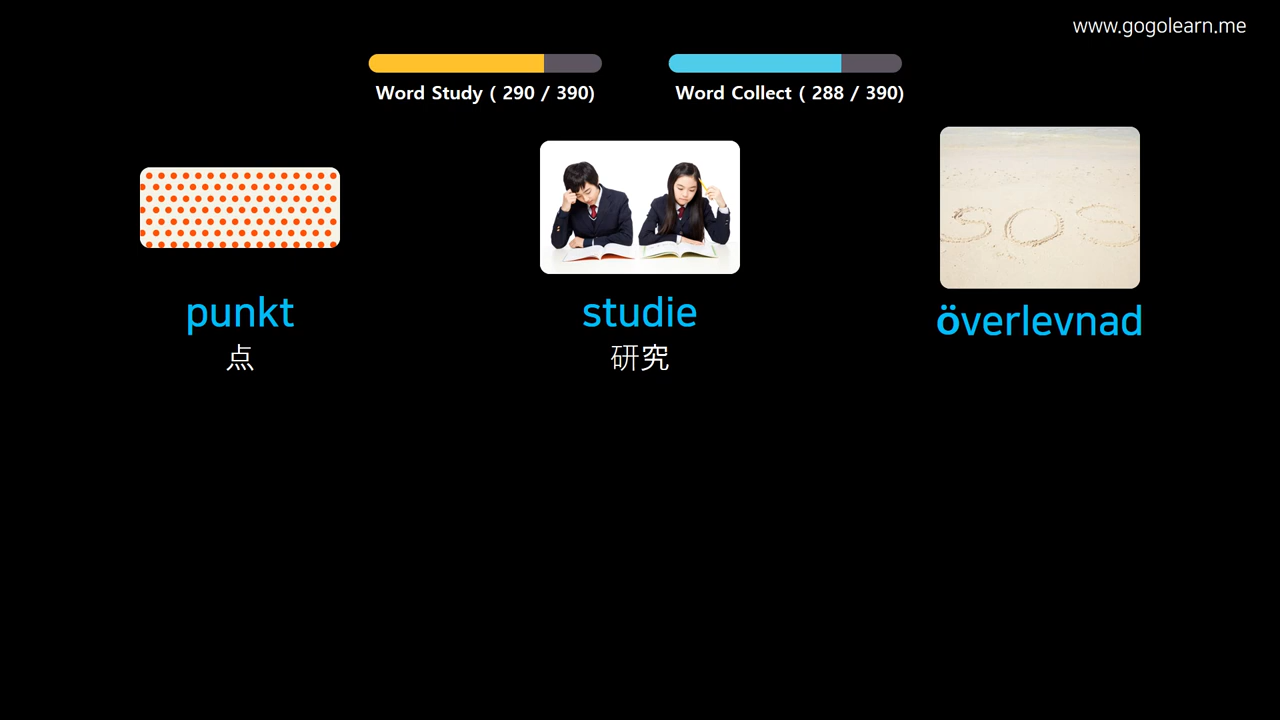 www.gogolearn.me
Word Study ( 290 / 390)
Word Collect ( 288 / 390)
SOS
punkt
studie
överlevnad
点
研究